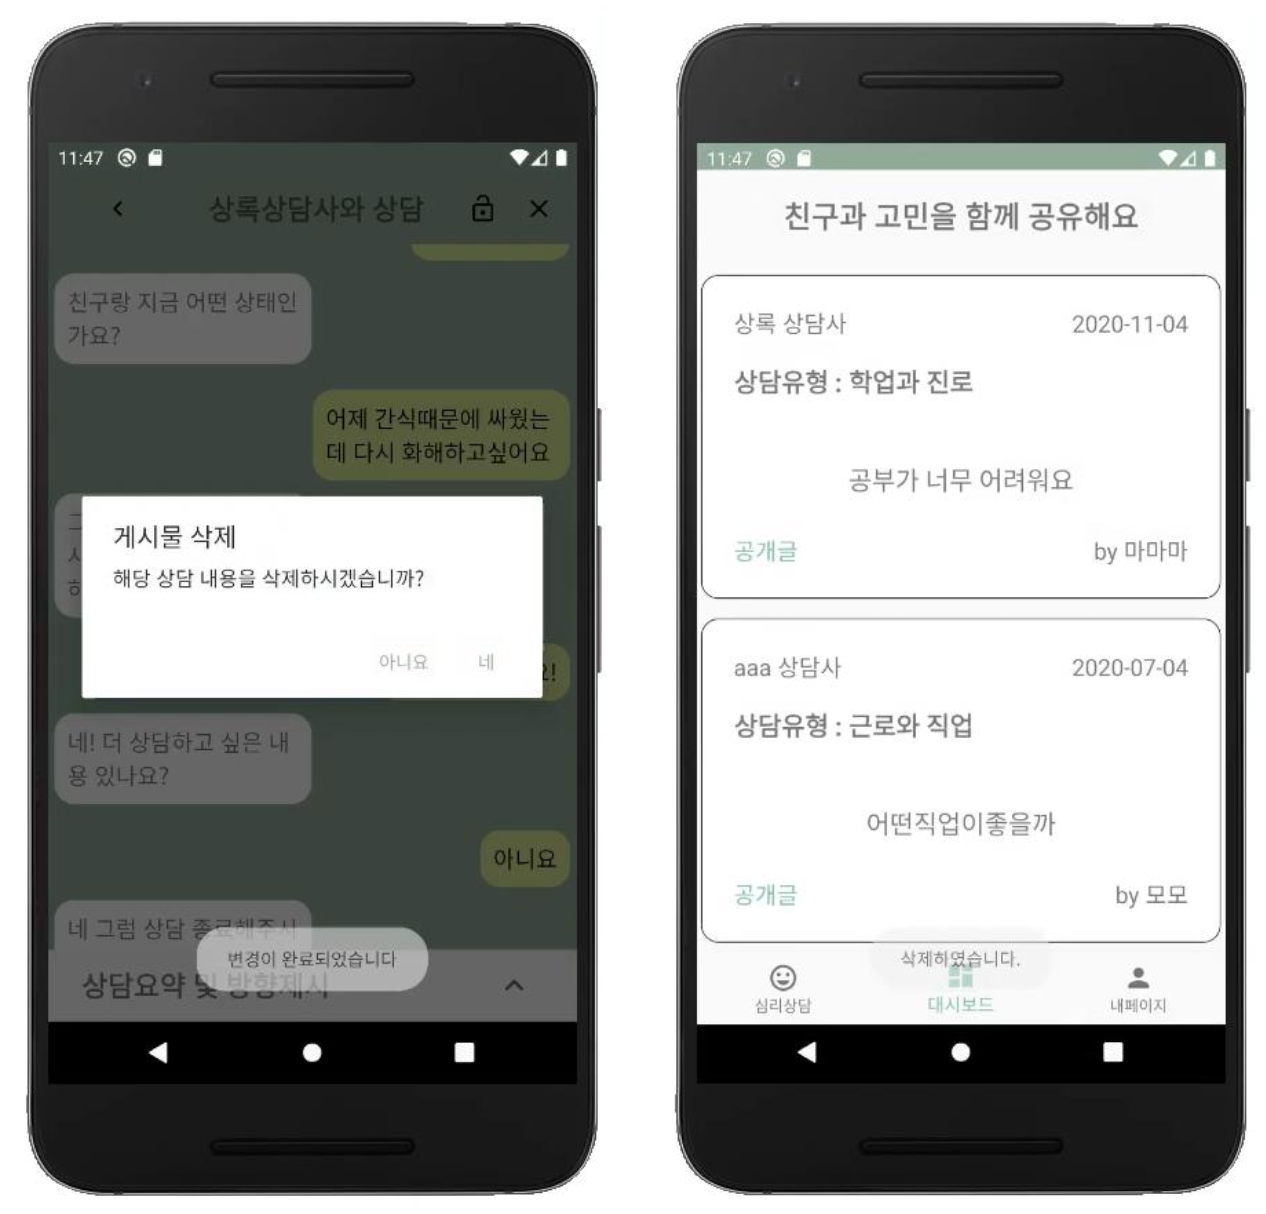 11:47
상록상담사와 상담
친구랑 지금 어떤 상태인
가요?
어제 간식때문에 싸웠는
데 다시 화해하고싶어요
게시물 삭제
해당 상담 내용을 삭제하시겠습니까?
아니요 네
네! 더 상담하고 싶은 내
용 있나요?
아니요
네 그럼 상담 종료해주시
변경이 완료되었습니다
상담요약 및 방향제시
11:47
친구과 고민을 함께 공유해요
상록 상담사 2020-11-04
상담유형 : 학업과 진로
공부가 너무 어려워요
공개글 by 마마마
aaa 상담사 2020-07-04
상담유형 : 근로와 직업
어떤직업이좋을까
공개글 by 모모
삭제하였습니다.
심리상담 대시보드 내페이지